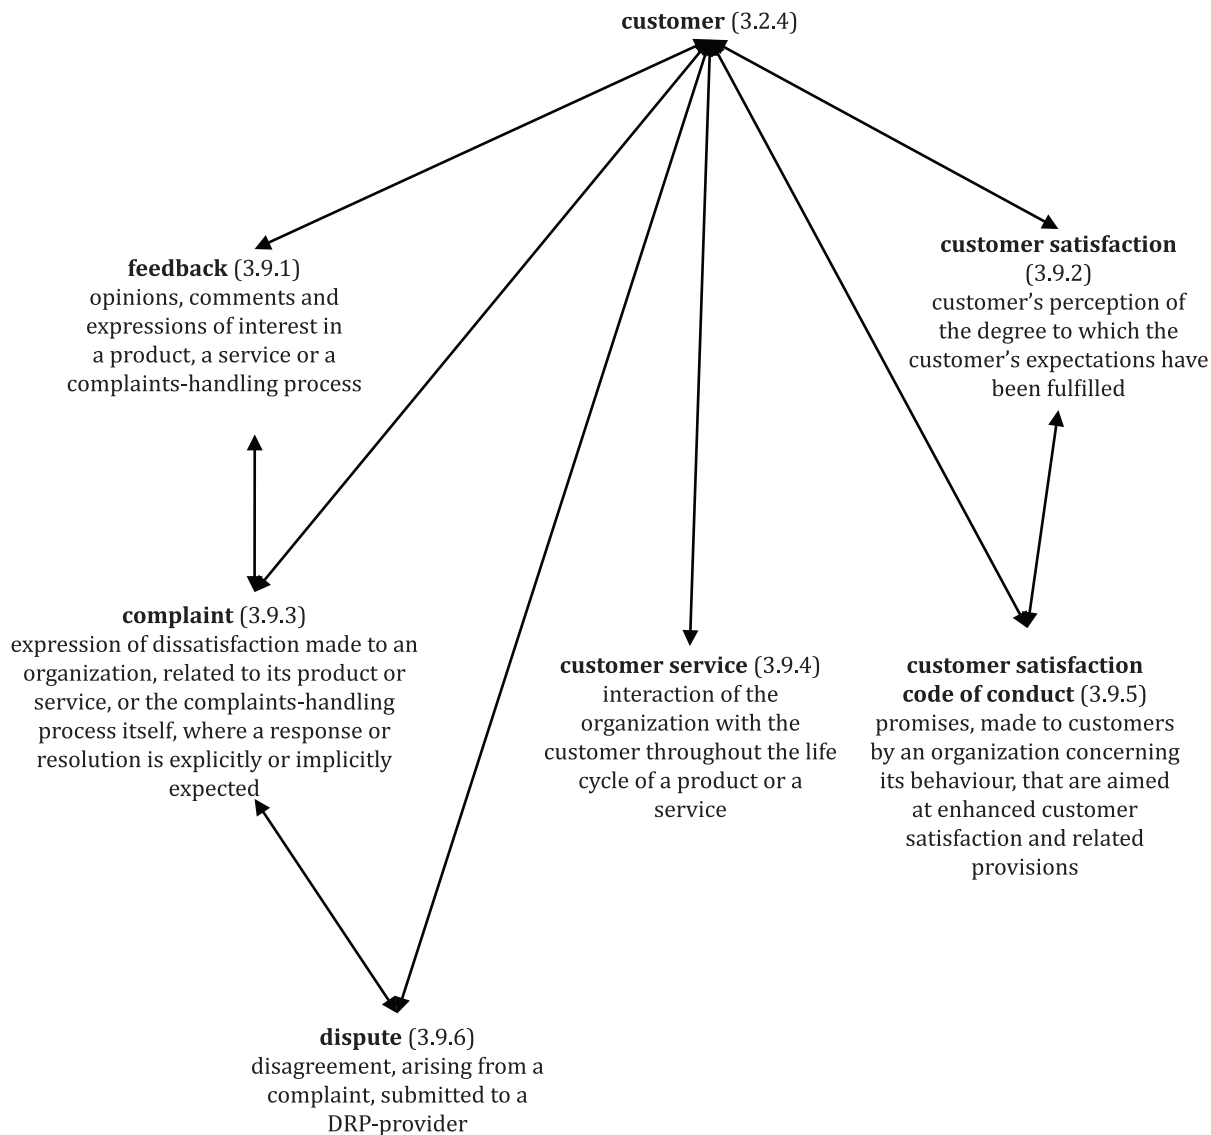 customer (3.2.4)
feedback (3.9.1)
opinions, comments and
expressions of interest in
a product, a service or a
complaints-handling process
customer satisfaction
(3.9.2)
customer’s perception of
the degree to which the
customer’s expectations have
been fulfilled
complaint (3.9.3)
expression of dissatisfaction made to an
organization, related to its product or
service, or the complaints-handling
process itself, where a response or
resolution is explicitly or implicitly
expected
customer service (3.9.4)
interaction of the
organization with the
customer throughout the life
cycle of a product or a
service
customer satisfaction
code of conduct (3.9.5)
promises, made to customers
by an organization concerning
its behaviour, that are aimed
at enhanced customer
satisfaction and related
provisions
dispute (3.9.6)
disagreement, arising from a
complaint, submitted to a
DRP-provider